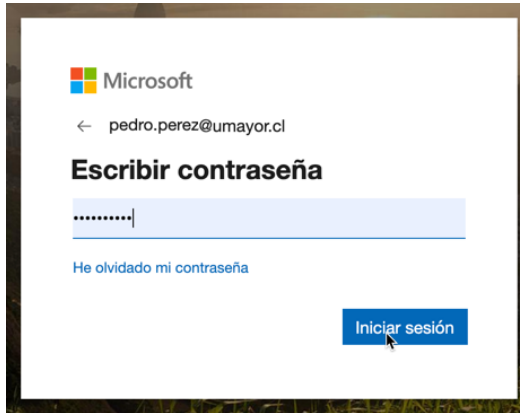 Microsoft
← pedro.perez@umayor.cl
Escribir contraseña
••••••••••
He olvidado mi contraseña
Iniciar sesión